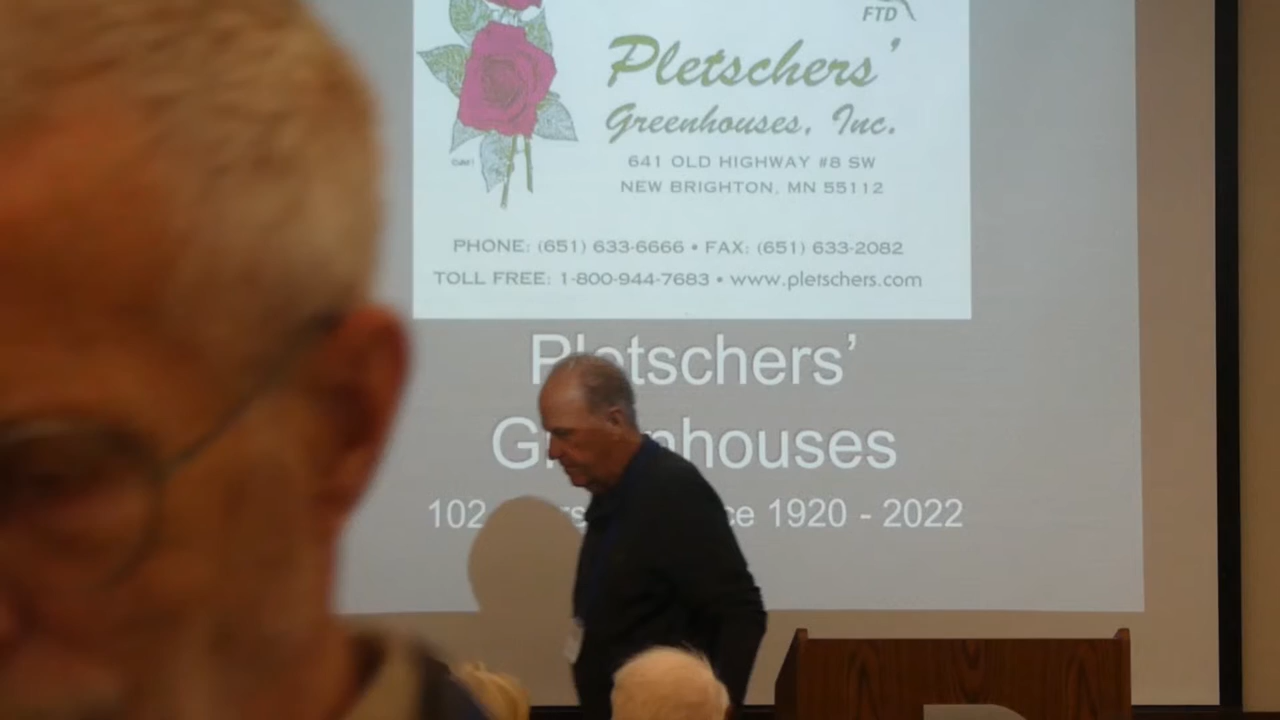 FTD
Pletschers'
Greenhouses, Inc.
641 OLD HIGHWAY #8 SW
NEW BRIGHTON, MN 55112
PHONE: (651) 633-6666 • FAX: (651) 633-2082
TOLL FREE: 1-800-944-7683 • www.pletschers.com
Pletschers’
Greenhouses
102 1920 - 2022